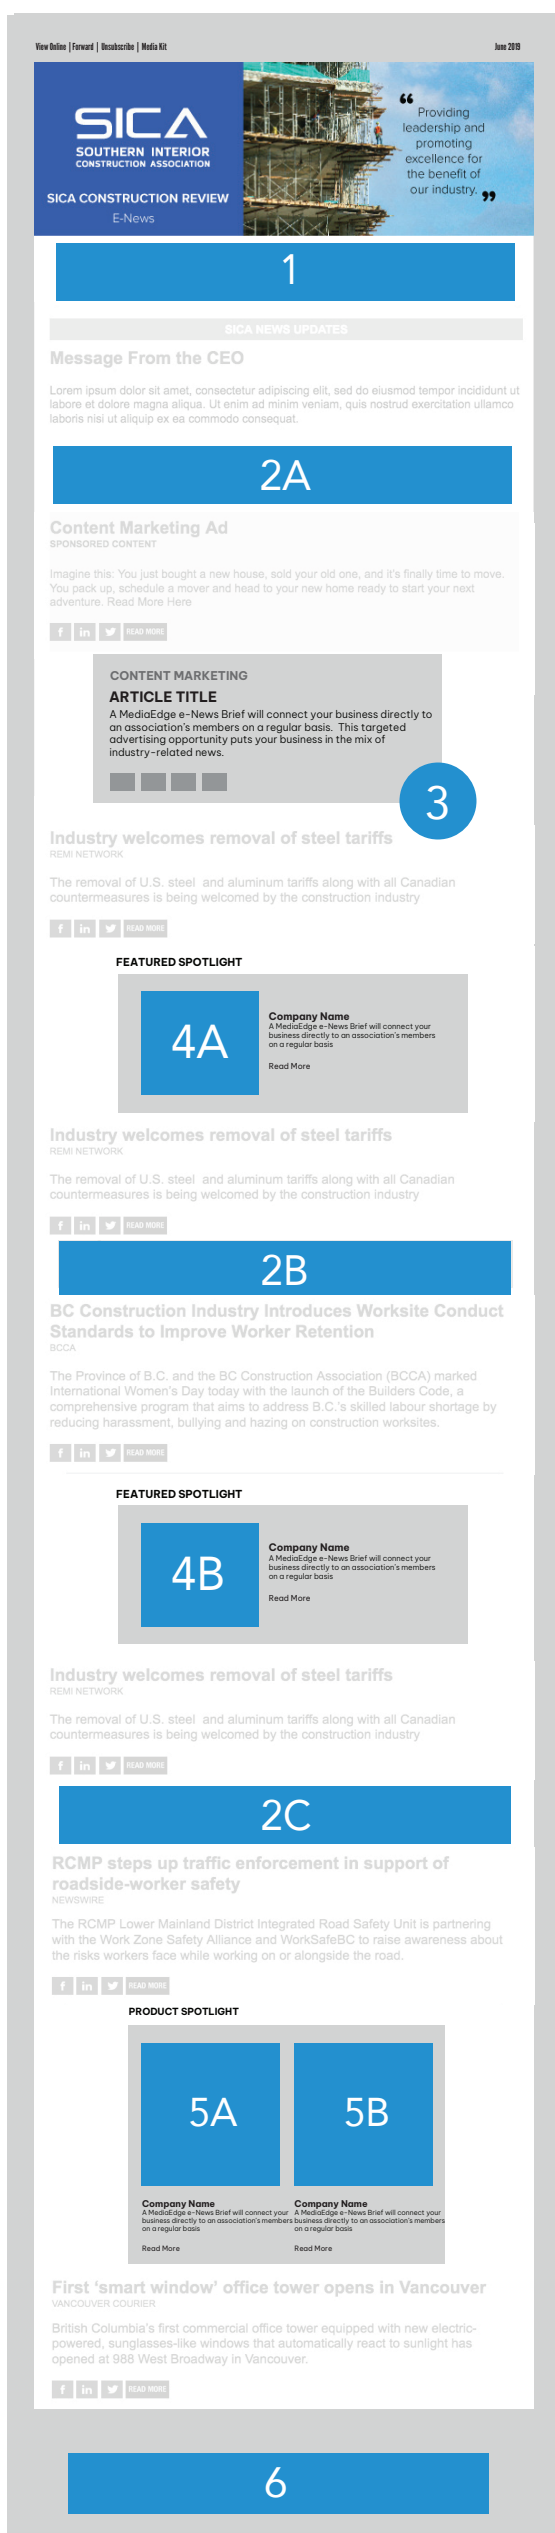 View Online | Forward | Unsubscribe | Media Kit
June 2019
SICA
SOUTHERN INTERIOR
CONSTRUCTION ASSOCIATION
SICA CONSTRUCTION REVIEW
E-News
“
Providing
leadership and
promoting
excellence for
the benefit of
our industry.
”
1
SICA NEWS UPDATES
Message From the CEO
Lorem ipsum dolor sit amet, consectetur adipiscing elit, sed do eiusmod tempor incididunt ut
labore et dolore magna aliqua. Ut enim ad minim veniam, quis nostrud exercitation ullamco
laboris nisi ut aliquip ex ea commodo consequat.
2A
Content Marketing Ad
SPONSORED CONTENT
Imagine this: You just bought a new house, sold your old one, and it's finally time to move.
You pack up, schedule a mover and head to your new home ready to start your next
adventure. Read More Here
f in READ MORE
CONTENT MARKETING
ARTICLE TITLE
A MediaEdge e-News Brief will connect your business directly to
an association's members on a regular basis. This targeted
advertising opportunity puts your business in the mix of
industry-related news.
3
Industry welcomes removal of steel tariffs
REMI NETWORK
The removal of U.S. steel and aluminum tariffs along with all Canadian
countermeasures is being welcomed by the construction industry
f in READ MORE
FEATURED SPOTLIGHT
4A
Company Name
A MediaEdge e-News Brief will connect your
business directly to an association's members
on a regular basis
Read More
Industry welcomes removal of steel tariffs
REMI NETWORK
The removal of U.S. steel and aluminum tariffs along with all Canadian
countermeasures is being welcomed by the construction industry
f in READ MORE
2B
BC Construction Industry Introduces Worksite Conduct
Standards to Improve Worker Retention
BCCA
The Province of B.C. and the BC Construction Association (BCCA) marked
International Women's Day today with the launch of the Builders Code, a
comprehensive program that aims to address B.C.'s skilled labour shortage by
reducing harassment, bullying and hazing on construction worksites.
f in READ MORE
FEATURED SPOTLIGHT
4B
Company Name
A MediaEdge e-News Brief will connect your
business directly to an association's members
on a regular basis
Read More
Industry welcomes removal of steel tariffs
REMI NETWORK
The removal of U.S. steel and aluminum tariffs along with all Canadian
countermeasures is being welcomed by the construction industry
f in READ MORE
2C
RCMP steps up traffic enforcement in support of
roadside-worker safety
NEWSWIRE
The RCMP Lower Mainland District Integrated Road Safety Unit is partnering
with the Work Zone Safety Alliance and WorkSafeBC to raise awareness about
the risks workers face while working on or alongside the road.
f in READ MORE
PRODUCT SPOTLIGHT
5A
5B
Company Name
A MediaEdge e-News Brief will connect your
business directly to an association's members
on a regular basis
Read More
Company Name
A MediaEdge e-News Brief will connect your
business directly to an association's members
on a regular basis
Read More
First ‘smart window’ office tower opens in Vancouver
VANCOUVER COURIER
British Columbia's first commercial office tower equipped with new electric-
powered, sunglasses-like windows that automatically react to sunlight has
opened at 988 West Broadway in Vancouver.
f in READ MORE
6